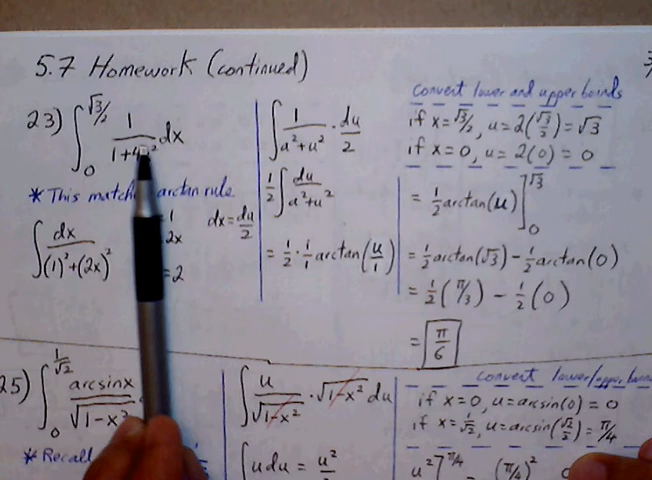 5.7 Homework (continued)
23) ∫₀^(√3/2) 1/(1+4x²) dx
* This matches arctan rule
∫ dx/((1)²+(2x)²)
dx = du/2
= 2
∫ 1/(a²+u²) · du/2
1/2 ∫ du/(a²+u²)
= 1/2 · 1/1 arctan(u/1)
Convert lower and upper bounds
if x=√3/2, u=2(√3/2)=√3
if x=0, u=2(0)=0
= 1/2 arctan(u)]₀^√3
= 1/2 arctan(√3) − 1/2 arctan(0)
= 1/2 (π/3) − 1/2 (0)
= π/6
25) ∫₀^(1/√2) arcsinx/√(1-x²)
* Recall
∫ u/√(1-x²) · √(1-x²) du
∫ u du = u²/2
convert lower/upper
if x=0, u=arcsin(0)=0
if x=1/√2, u=arcsin(√2/2)=π/4